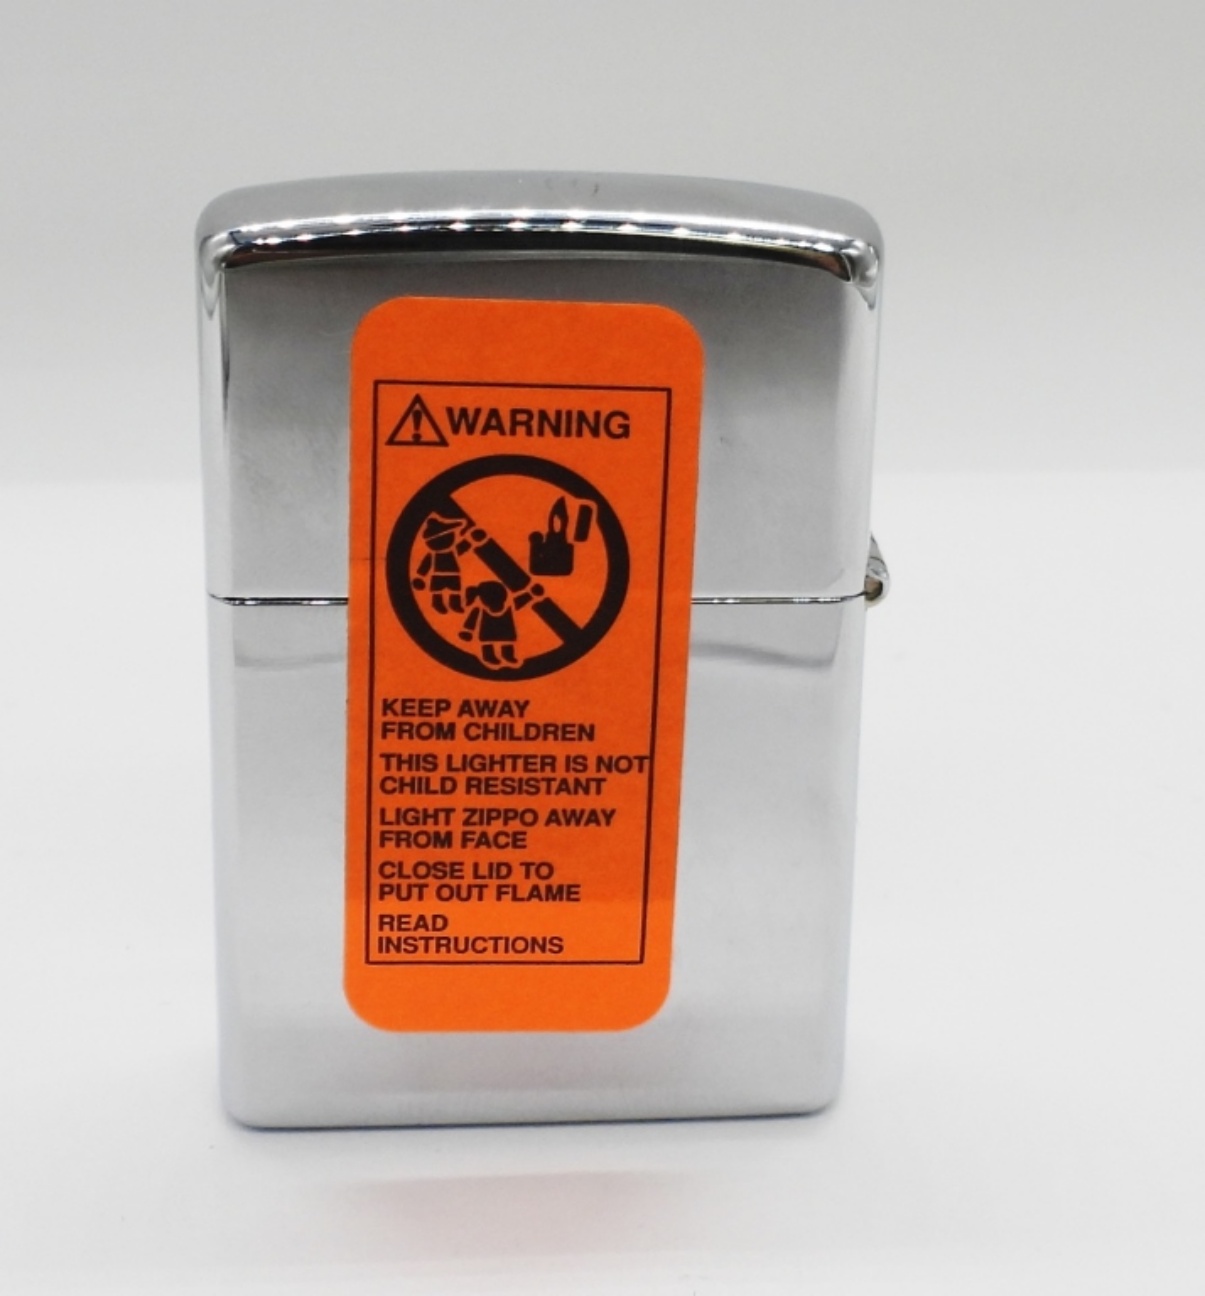 WARNING
KEEP AWAY
FROM CHILDREN
THIS LIGHTER IS NOT
CHILD RESISTANT
LIGHT ZIPPO AWAY
FROM FACE
CLOSE LID TO
PUT OUT FLAME
READ
INSTRUCTIONS